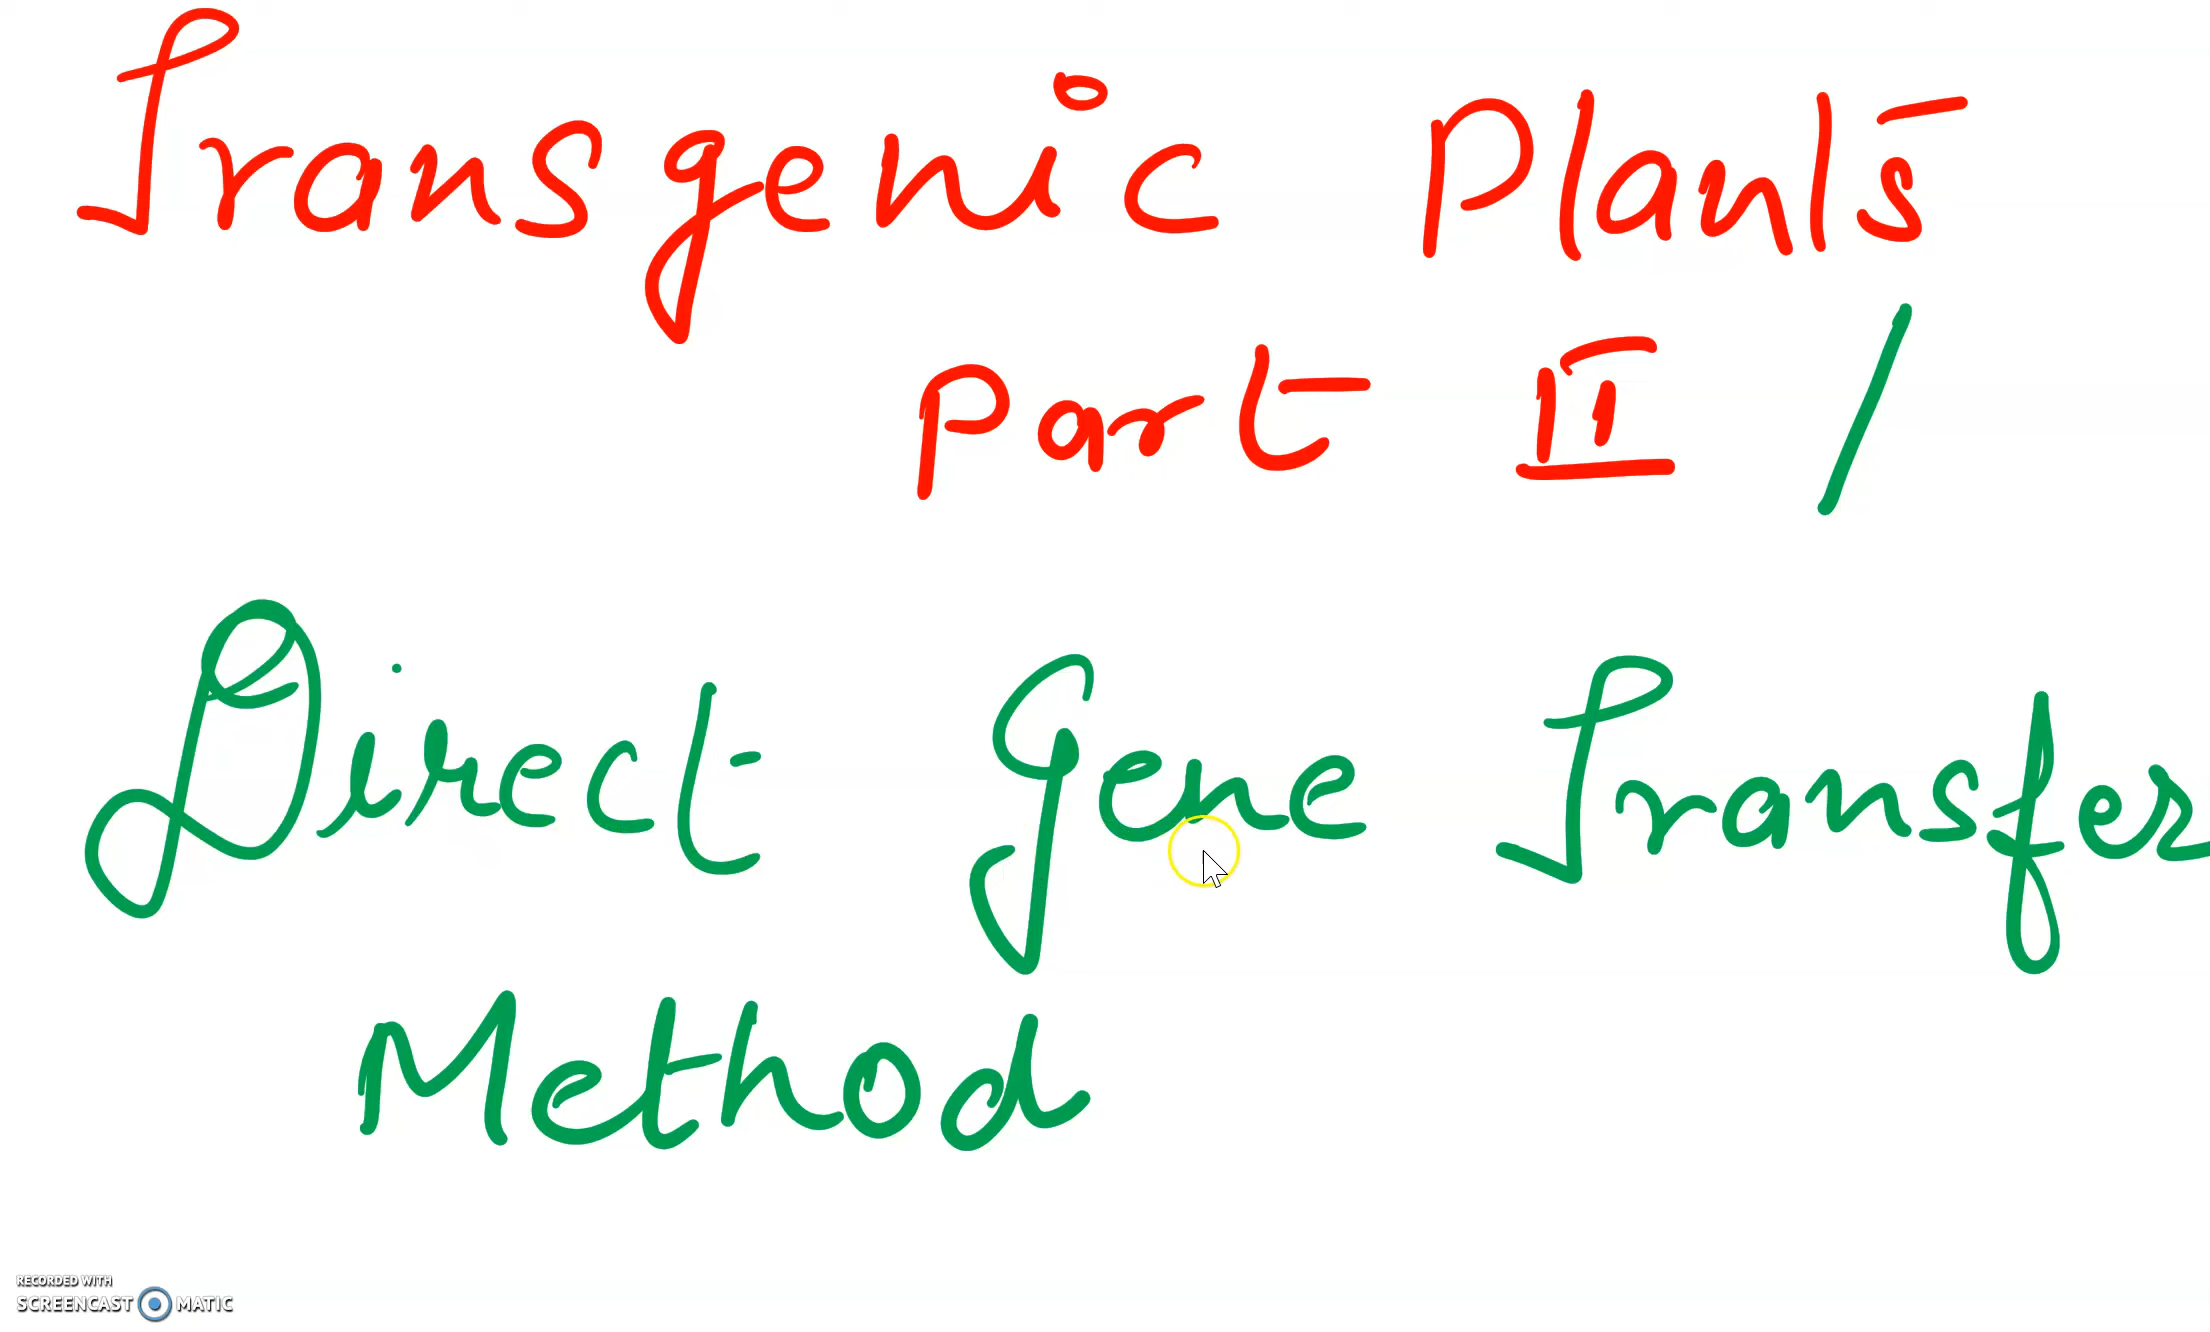 Transgenic Plants
Part II /
Direct Gene Transfer
Method
RECORDED WITH
SCREENCAST MATIC